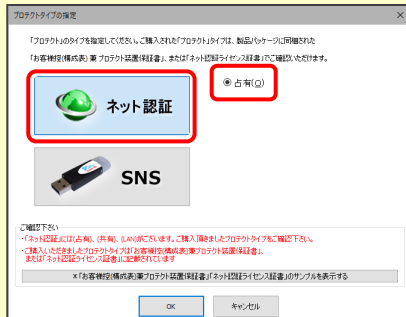 プロテクトタイプの指定
「プロテクト」のタイプを指定してください。ご購入された「プロテクト」タイプは、製品パッケージに同梱された
「お客様控(構成表)兼プロテクト装置保証書」、または「ネット認証ライセンス証書」でご確認いただけます。
ネット認証
占有(O)
SNS
ご確認下さい
・「ネット認証」には(占有)、(共有)、(LAN)がございます。ご購入頂きましたプロテクトタイプをご確認下さい。
・ご購入いただきましたプロテクトタイプは「お客様控(構成表)兼プロテクト装置保証書」、
または「ネット認証ライセンス証書」に記載されています
×「お客様控(構成表)兼プロテクト装置保証書」「ネット認証ライセンス証書」のサンプルを表示する
OK
キャンセル